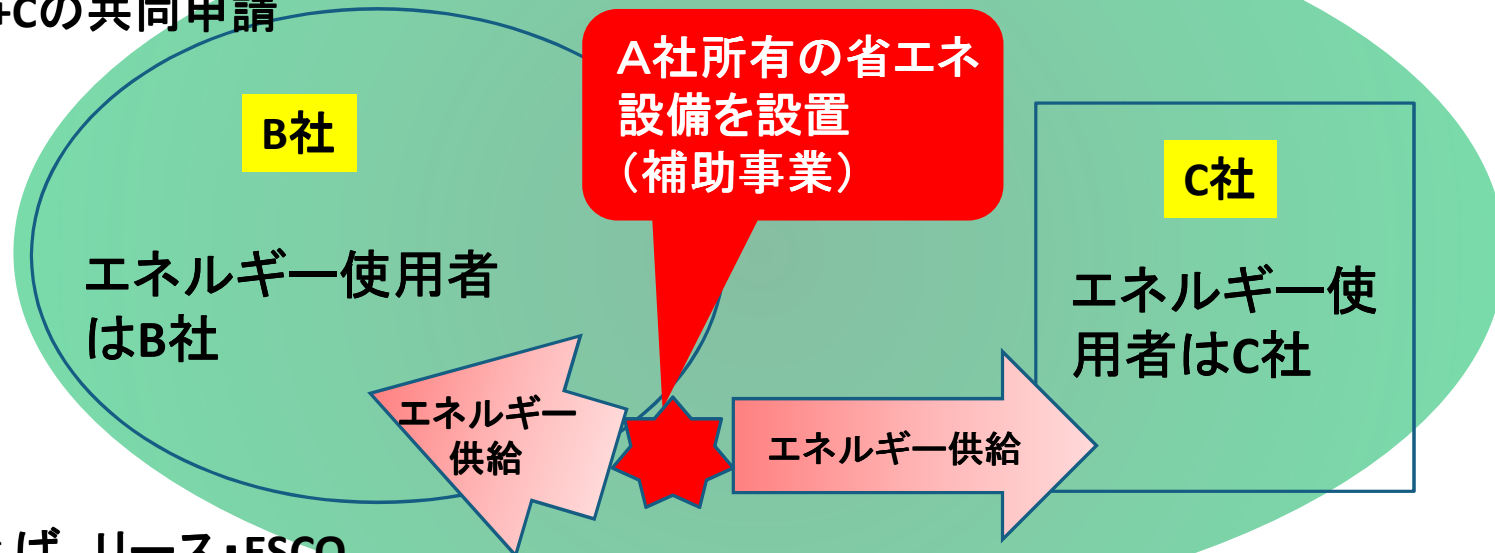 +Cの共同申請
A社所有の省エネ
設備を設置
（補助事業）
B社
C社
エネルギー使用者
はB社
エネルギー使
用者はC社
エネルギー
供給
エネルギー供給
ば リース・ESCO